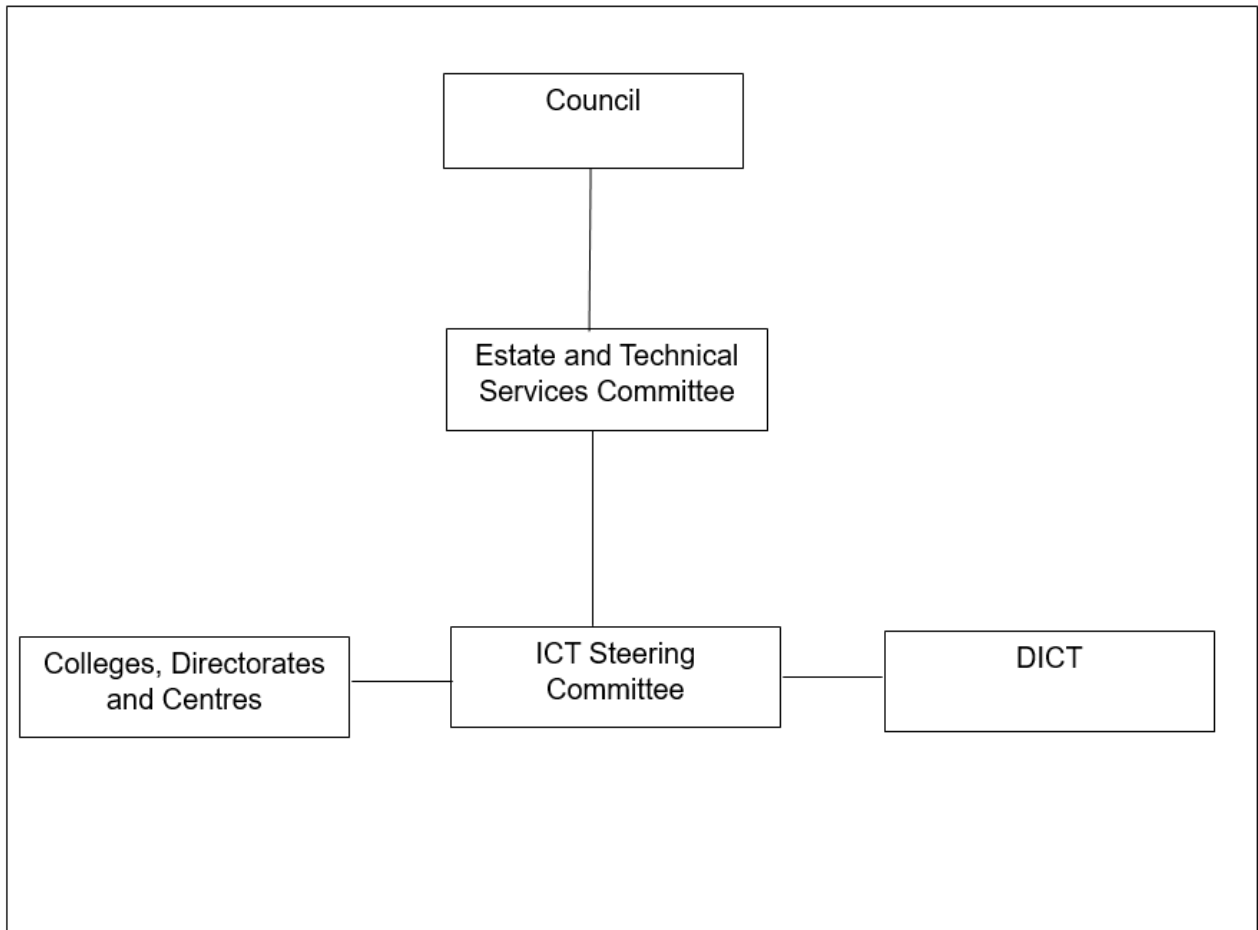 Council
Estate and Technical
Services Committee
Colleges, Directorates
and Centres
ICT Steering
Committee
DICT